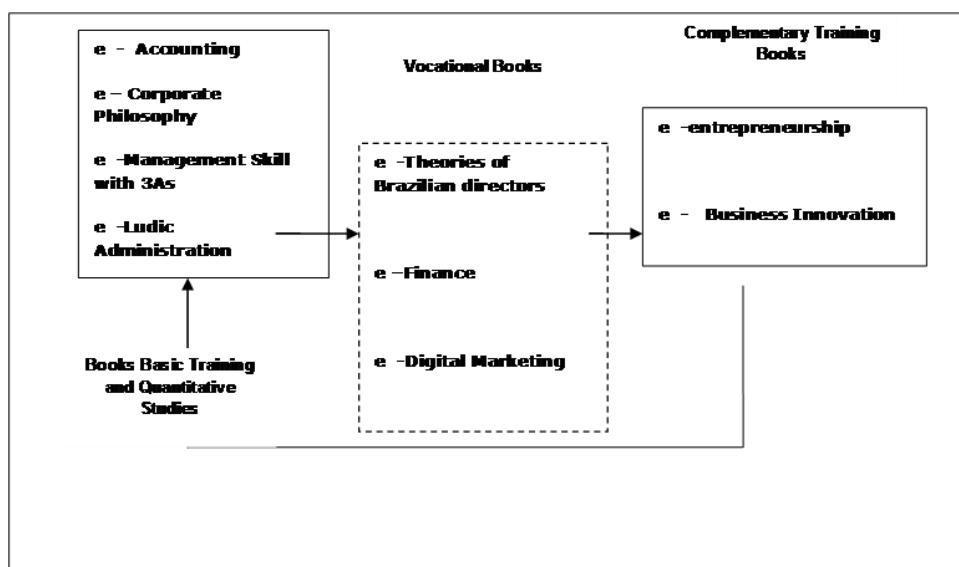 e - Accounting
e – Corporate
Philosophy
e -Management Skill
with 3As
e -Ludic
Administration
Books Basic Training
and Quantitative
Studies
Vocational Books
e -Theories of
Brazilian directors
e –Finance
e -Digital Marketing
Complementary Training
Books
e -entrepreneurship
e - Business Innovation